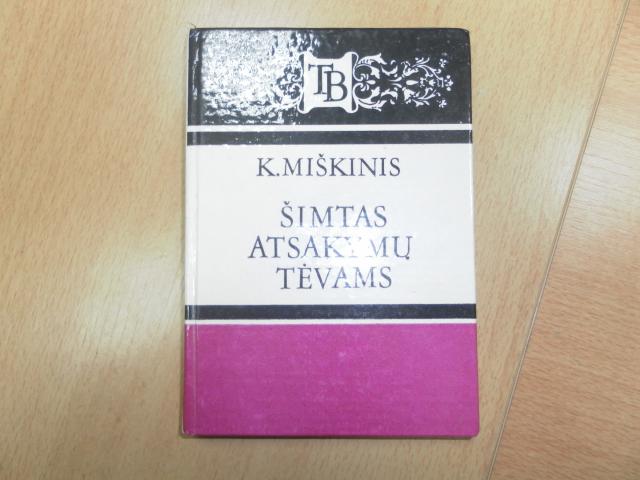 TB
K.MIŠKINIS
ŠIMTAS
ATSAKYMŲ
TĖVAMS